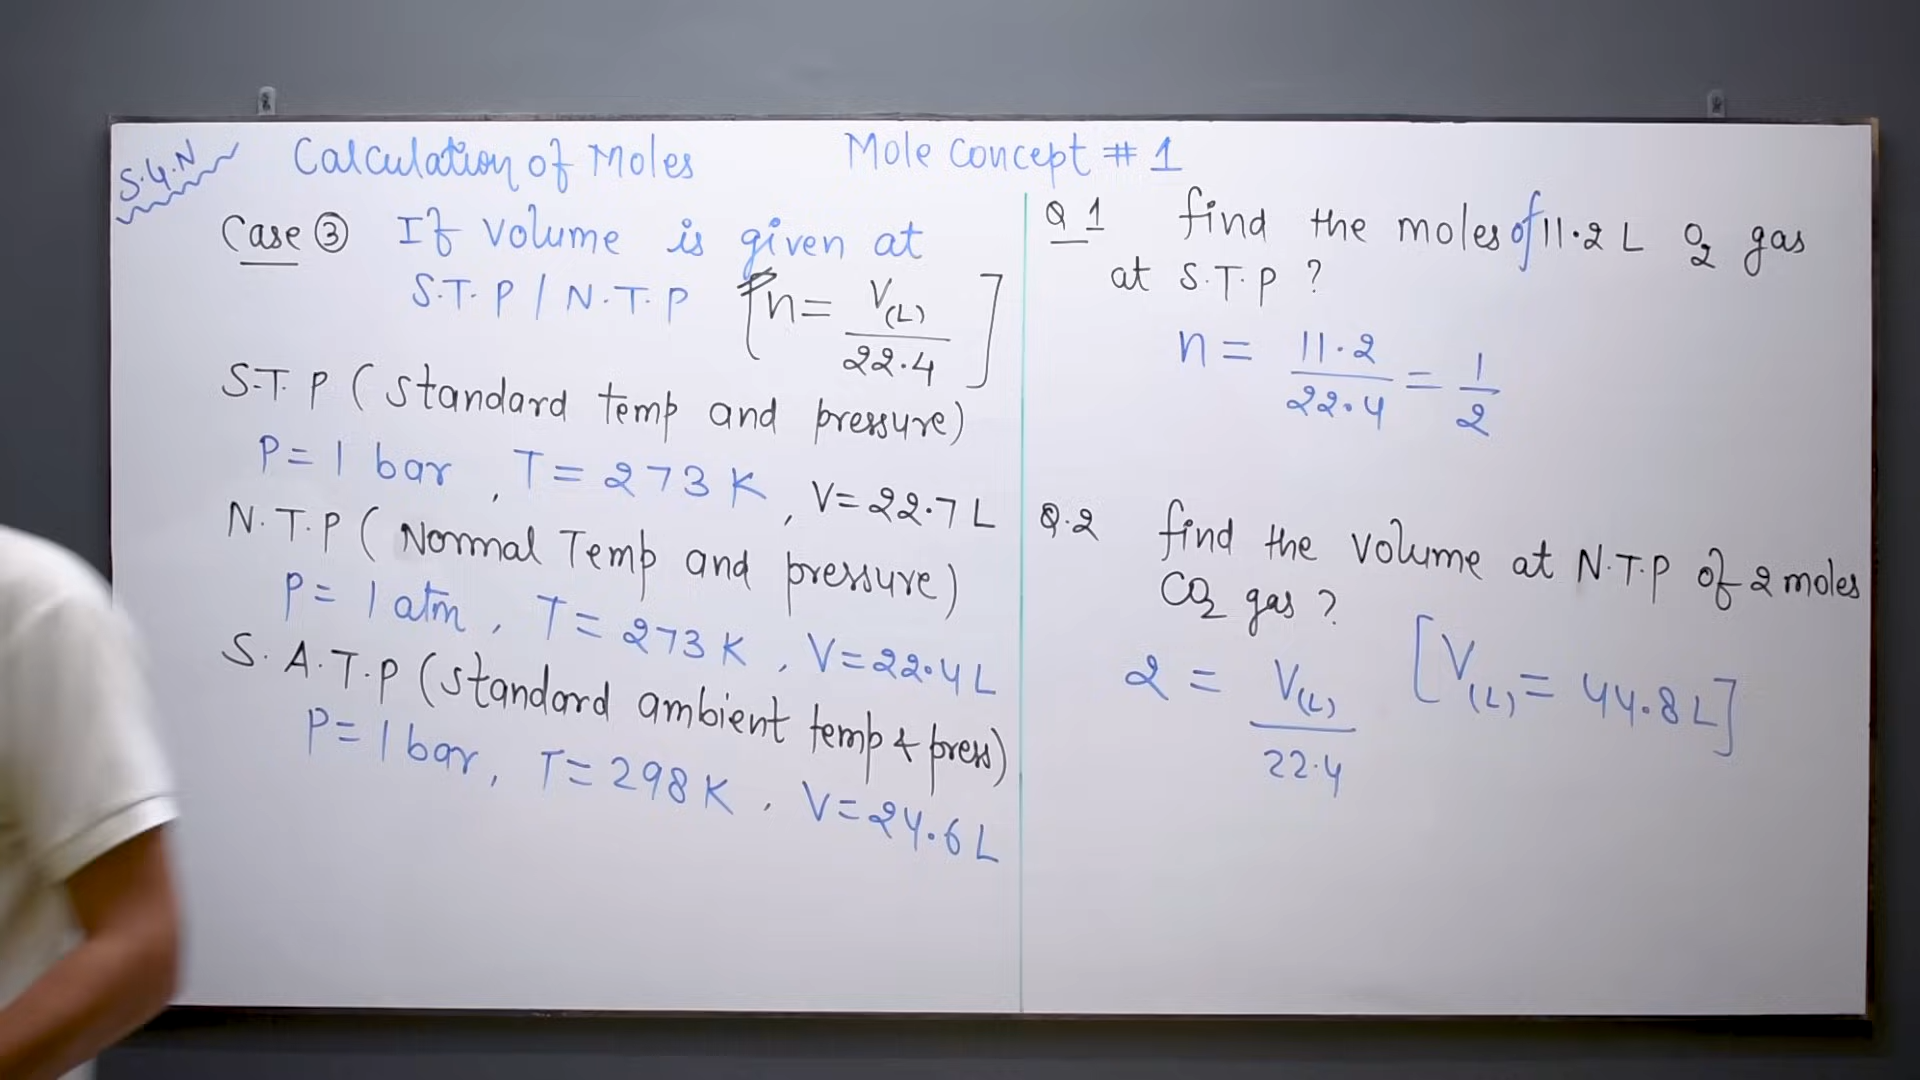 S.4.N
Calculation of Moles
Mole Concept # 1
Case ③ If volume is given at
S.T.P / N.T.P [n = V(L) / 22.4]
S.T.P (standard temp and pressure)
P = 1 bar, T = 273 K, V = 22.7 L
N.T.P (Normal Temp and pressure)
P = 1 atm, T = 273 K, V = 22.4 L
S.A.T.P (standard ambient temp & press)
P = 1 bar, T = 298 K, V = 24.6 L
Q 1 find the moles of 11.2 L O2 gas
at S.T.P ?
n = 11.2 / 22.4 = 1 / 2
Q.2 find the volume at N.T.P of 2 moles
CO2 gas ?
2 = V(L) / 22.4 [V(L) = 44.8 L]